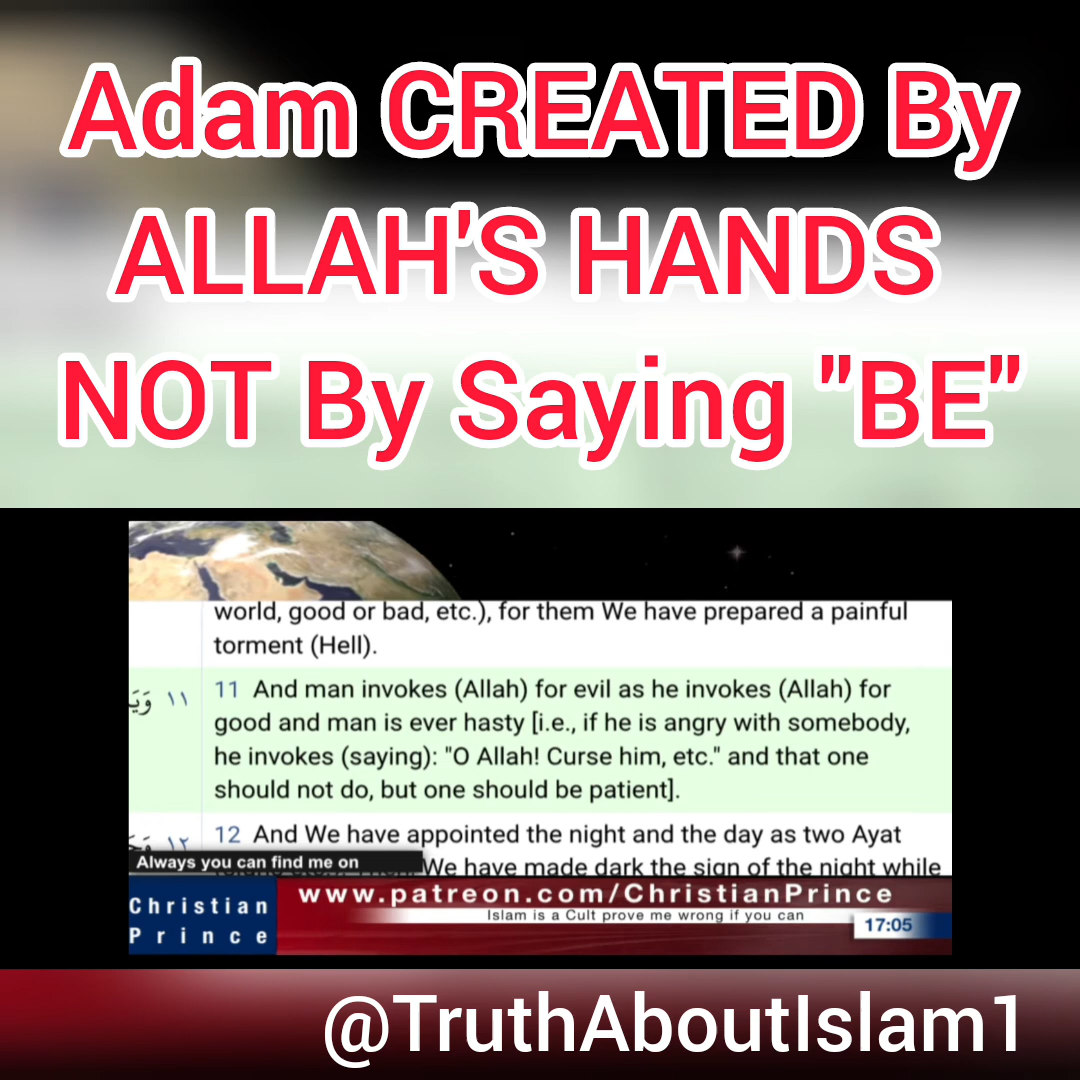 Adam CREATED By
ALLAH'S HANDS
NOT By Saying "BE"
world, good or bad, etc.), for them We have prepared a painful
torment (Hell).
١١
11 And man invokes (Allah) for evil as he invokes (Allah) for
good and man is ever hasty [i.e., if he is angry with somebody,
he invokes (saying): "O Allah! Curse him, etc." and that one
should not do, but one should be patient].
١٢
12 And We have appointed the night and the day as two Ayat
Always you can find me on
We have made dark the sign of the night while
Christian
Prince
www.patreon.com/ChristianPrince
Islam is a Cult prove me wrong if you can
17:05
@TruthAboutIslam1